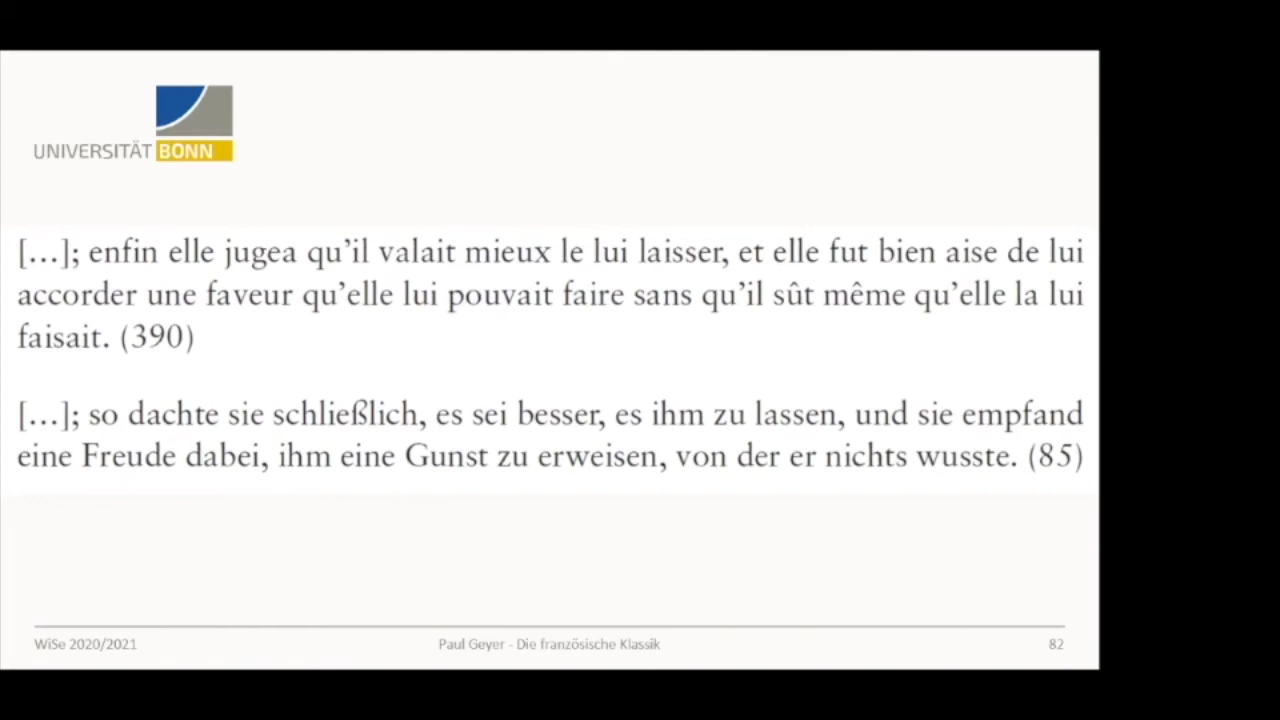 UNIVERSITÄT BONN
[...]; enfin elle jugea qu’il valait mieux le lui laisser, et elle fut bien aise de lui
accorder une faveur qu’elle lui pouvait faire sans qu’il sût même qu’elle la lui
faisait. (390)
[...]; so dachte sie schließlich, es sei besser, es ihm zu lassen, und sie empfand
eine Freude dabei, ihm eine Gunst zu erweisen, von der er nichts wusste. (85)
WiSe 2020/2021 Paul Geyer - Die französische Klassik 82